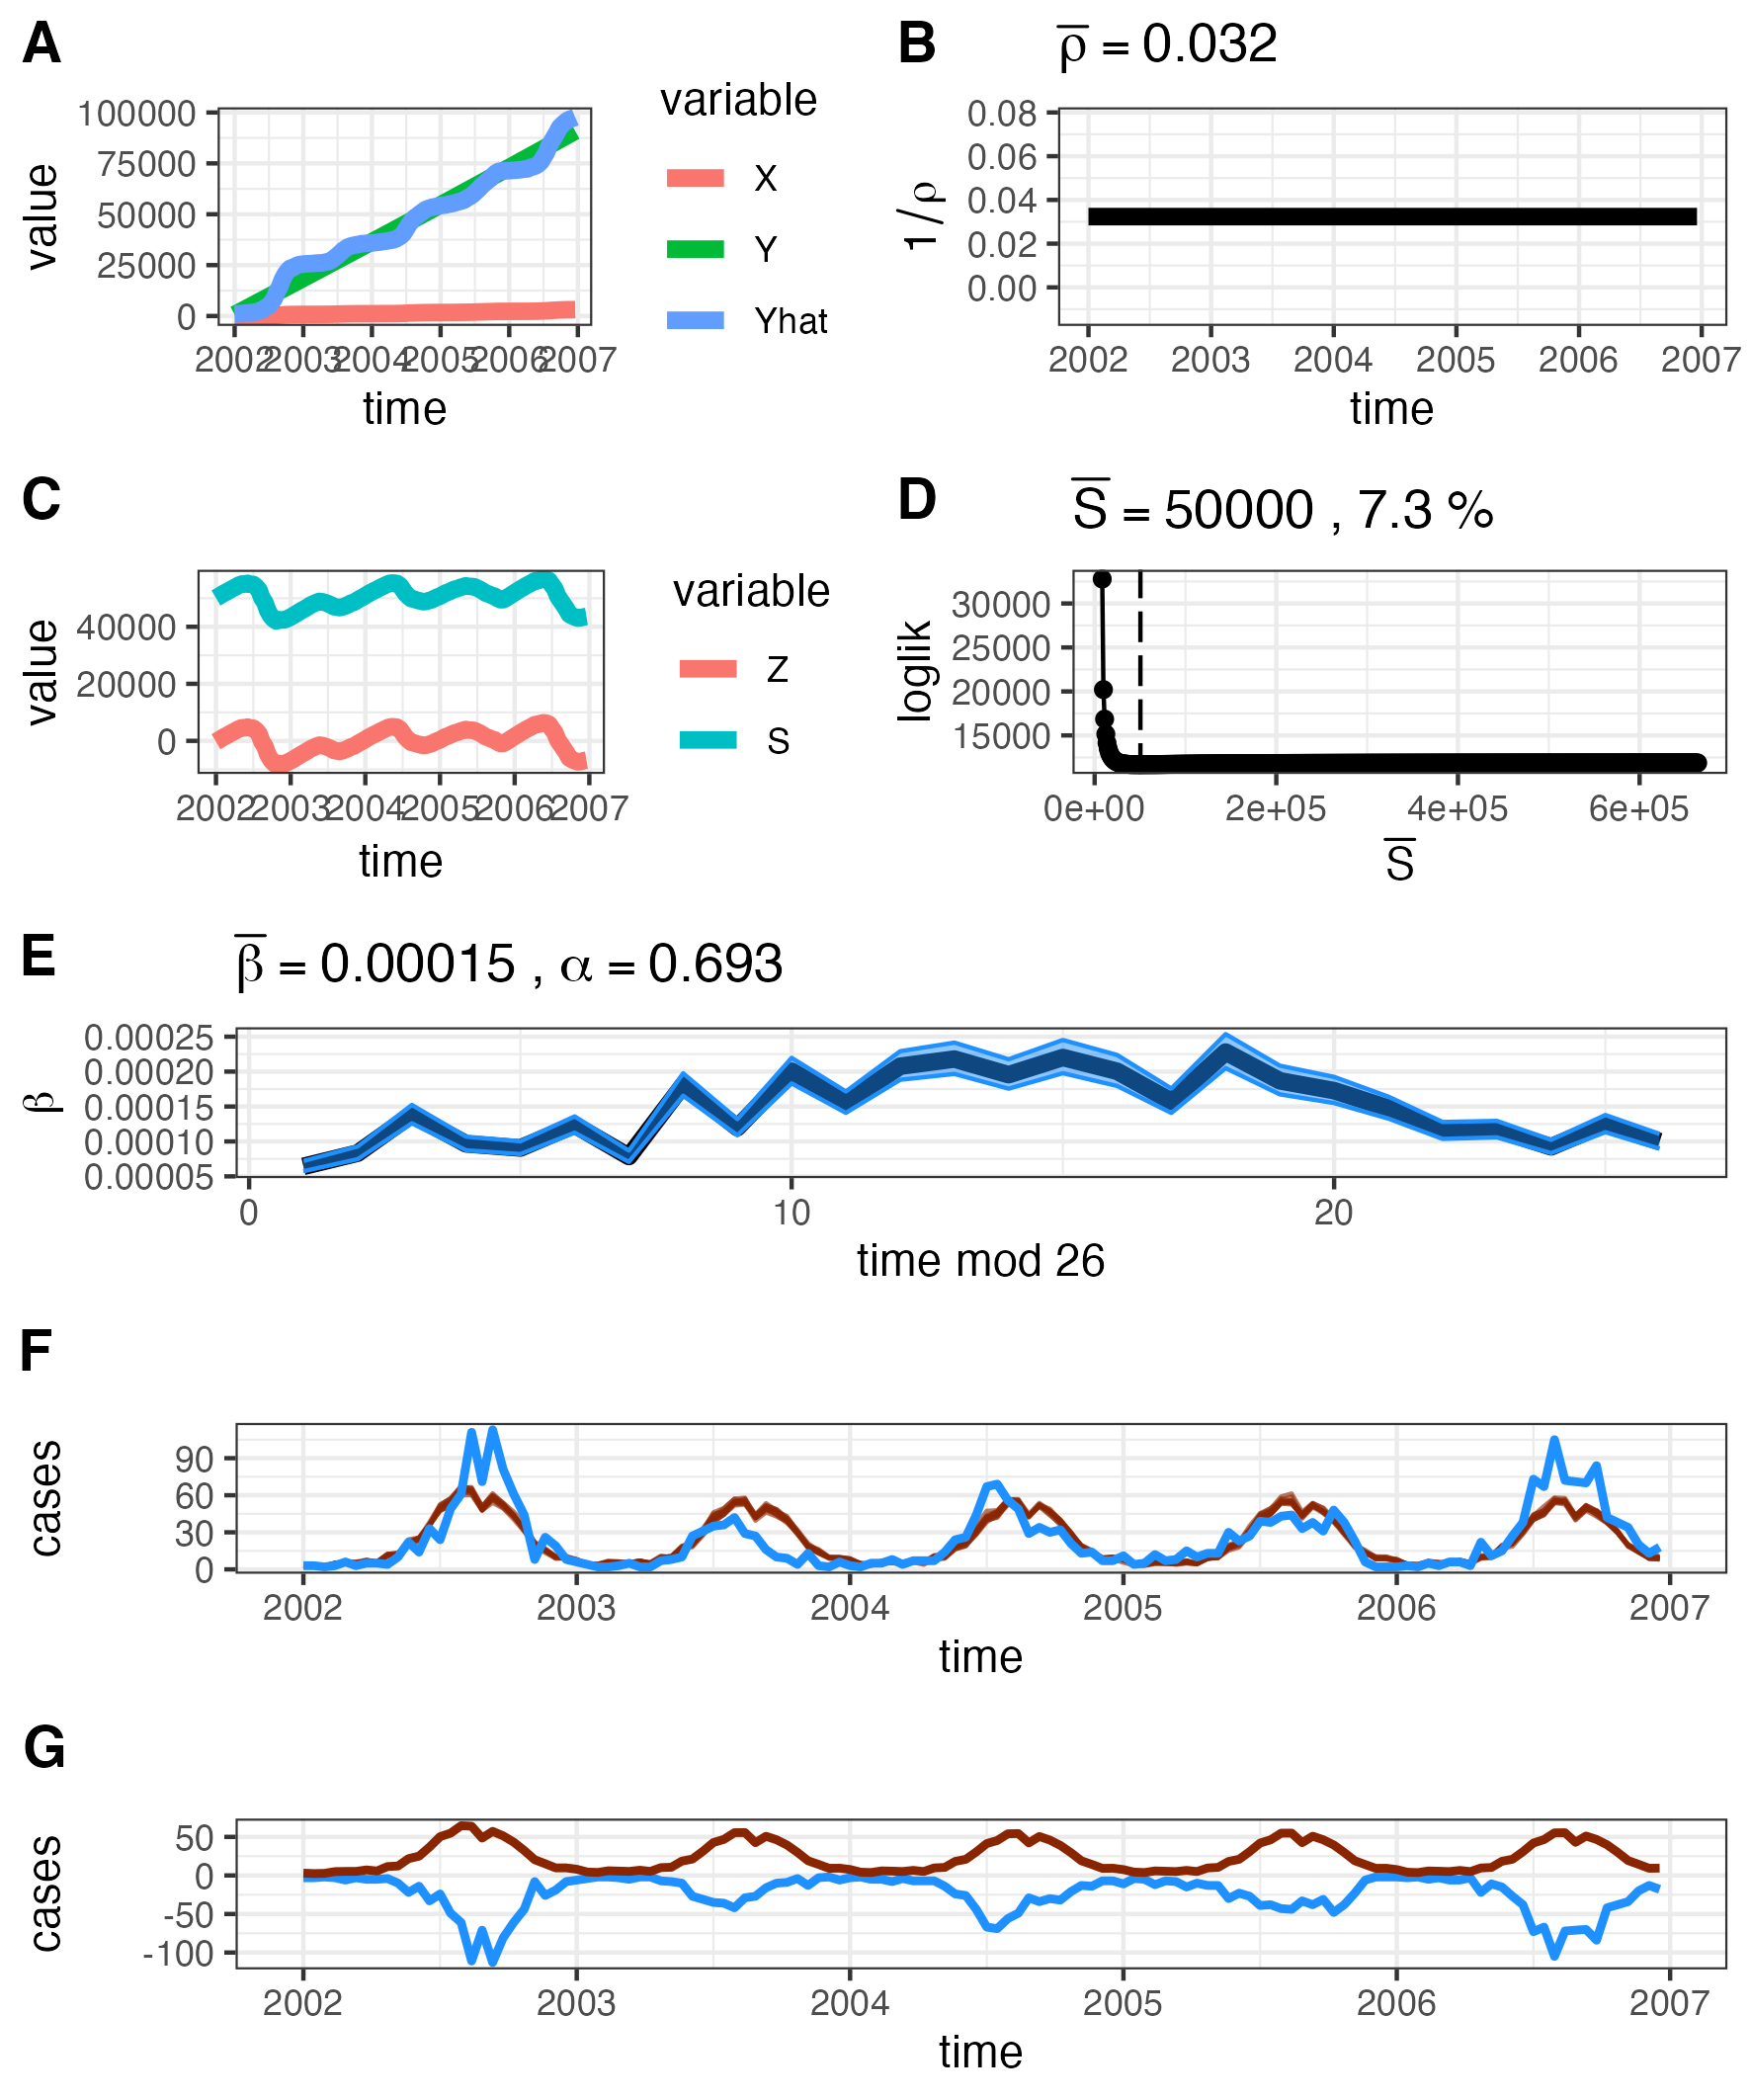 A
variable
value
100000
75000
50000
25000
0
X
Y
Yhat
2002 2003 2004 2005 2006 2007
time
B
ρ̅ = 0.032
1/ρ
0.08
0.06
0.04
0.02
0.00
2002 2003 2004 2005 2006 2007
time
C
variable
value
40000
20000
0
Z
S
2002 2003 2004 2005 2006 2007
time
D
S̅ = 50000 , 7.3 %
loglik
30000
25000
20000
15000
0e+00 2e+05 4e+05 6e+05
S̅
E
β̅ = 0.00015 , α = 0.693
β
0.00025
0.00020
0.00015
0.00010
0.00005
0 10 20
time mod 26
F
cases
90
60
30
0
2002 2003 2004 2005 2006 2007
time
G
cases
50
0
-50
-100
2002 2003 2004 2005 2006 2007
time